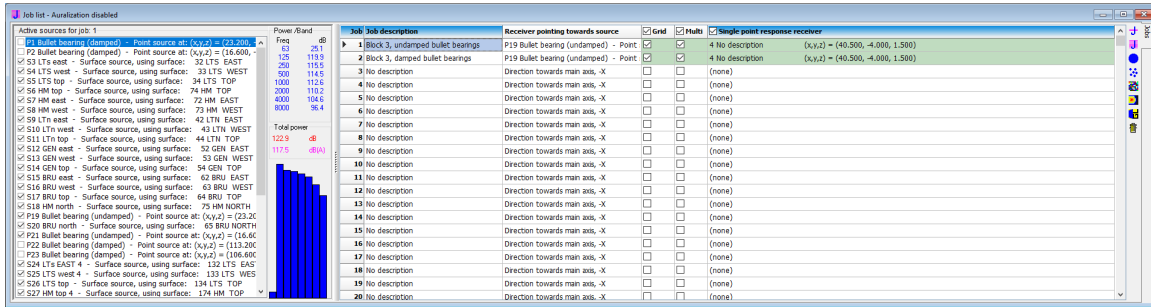 Job list - Auralization disabled
Active sources for job: 1
P1 Bullet bearing (damped) - Point source at: (x,y,z) = (23.200, -
P2 Bullet bearing (damped) - Point source at: (x,y,z) = (16.600, -
S3 LTs east - Surface source, using surface: 32 LTS EAST
S4 LTS west - Surface source, using surface: 33 LTS WEST
S5 LTS top - Surface source, using surface: 34 LTS TOP
S6 HM top - Surface source, using surface: 74 HM TOP
S7 HM east - Surface source, using surface: 72 HM EAST
S8 HM west - Surface source, using surface: 73 HM WEST
S9 LTn east - Surface source, using surface: 42 LTN EAST
S10 LTn west - Surface source, using surface: 43 LTN WEST
S11 LTn top - Surface source, using surface: 44 LTN TOP
S12 GEN east - Surface source, using surface: 52 GEN EAST
S13 GEN west - Surface source, using surface: 53 GEN WEST
S14 GEN top - Surface source, using surface: 54 GEN TOP
S15 BRU east - Surface source, using surface: 62 BRU EAST
S16 BRU west - Surface source, using surface: 63 BRU WEST
S17 BRU top - Surface source, using surface: 64 BRU TOP
S18 HM north - Surface source, using surface: 75 HM NORTH
P19 Bullet bearing (undamped) - Point source at: (x,y,z) = (23.20
S20 BRU north - Surface source, using surface: 65 BRU NORTH
P21 Bullet bearing (undamped) - Point source at: (x,y,z) = (16.60
P22 Bullet bearing (damped) - Point source at: (x,y,z) = (113.200
P23 Bullet bearing (damped) - Point source at: (x,y,z) = (106.600
S24 LTs EAST 4 - Surface source, using surface: 132 LTS EAST
S25 LTS west 4 - Surface source, using surface: 133 LTS WES
S26 LTS top - Surface source, using surface: 134 LTS TOP
S27 HM top 4 - Surface source, using surface: 174 HM TOP
Power /Band
Freq dB
63 25.1
125 119.9
250 115.5
500 114.5
1000 112.6
2000 110.2
4000 104.6
8000 96.4
Total power
122.9 dB
117.5 dB(A)
Job Job description Receiver pointing towards source Grid Multi Single point response receiver
1 Block 3, undamped bullet bearings P19 Bullet bearing (undamped) - Point 4 No description (x,y,z) = (40.500, -4.000, 1.500)
2 Block 3, damped bullet bearings P19 Bullet bearing (undamped) - Point 4 No description (x,y,z) = (40.500, -4.000, 1.500)
3 No description Direction towards main axis, -X (none)
4 No description Direction towards main axis, -X (none)
5 No description Direction towards main axis, -X (none)
6 No description Direction towards main axis, -X (none)
7 No description Direction towards main axis, -X (none)
8 No description Direction towards main axis, -X (none)
9 No description Direction towards main axis, -X (none)
10 No description Direction towards main axis, -X (none)
11 No description Direction towards main axis, -X (none)
12 No description Direction towards main axis, -X (none)
13 No description Direction towards main axis, -X (none)
14 No description Direction towards main axis, -X (none)
15 No description Direction towards main axis, -X (none)
16 No description Direction towards main axis, -X (none)
17 No description Direction towards main axis, -X (none)
18 No description Direction towards main axis, -X (none)
19 No description Direction towards main axis, -X (none)
20 No description Direction towards main axis, -X (none)
Jobs